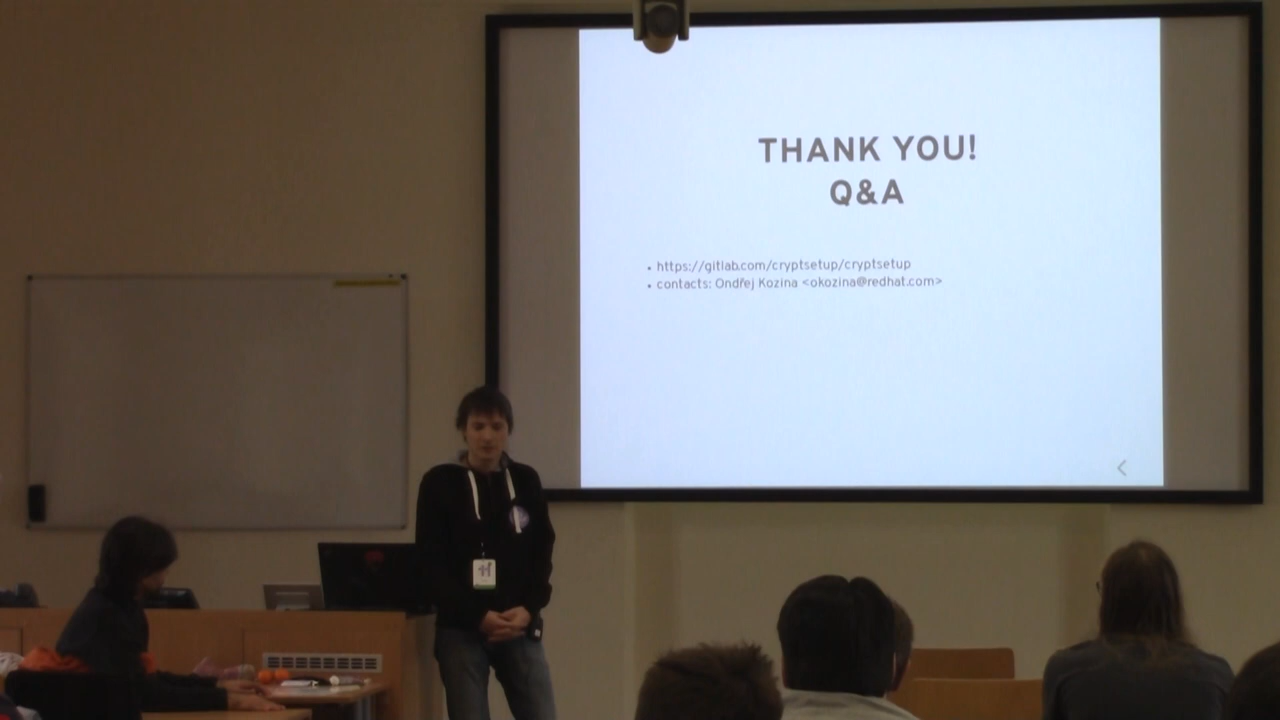 THANK YOU!
Q&A
• https://gitlab.com/cryptsetup/cryptsetup
• contacts: Ondřej Kozina <okozina@redhat.com>